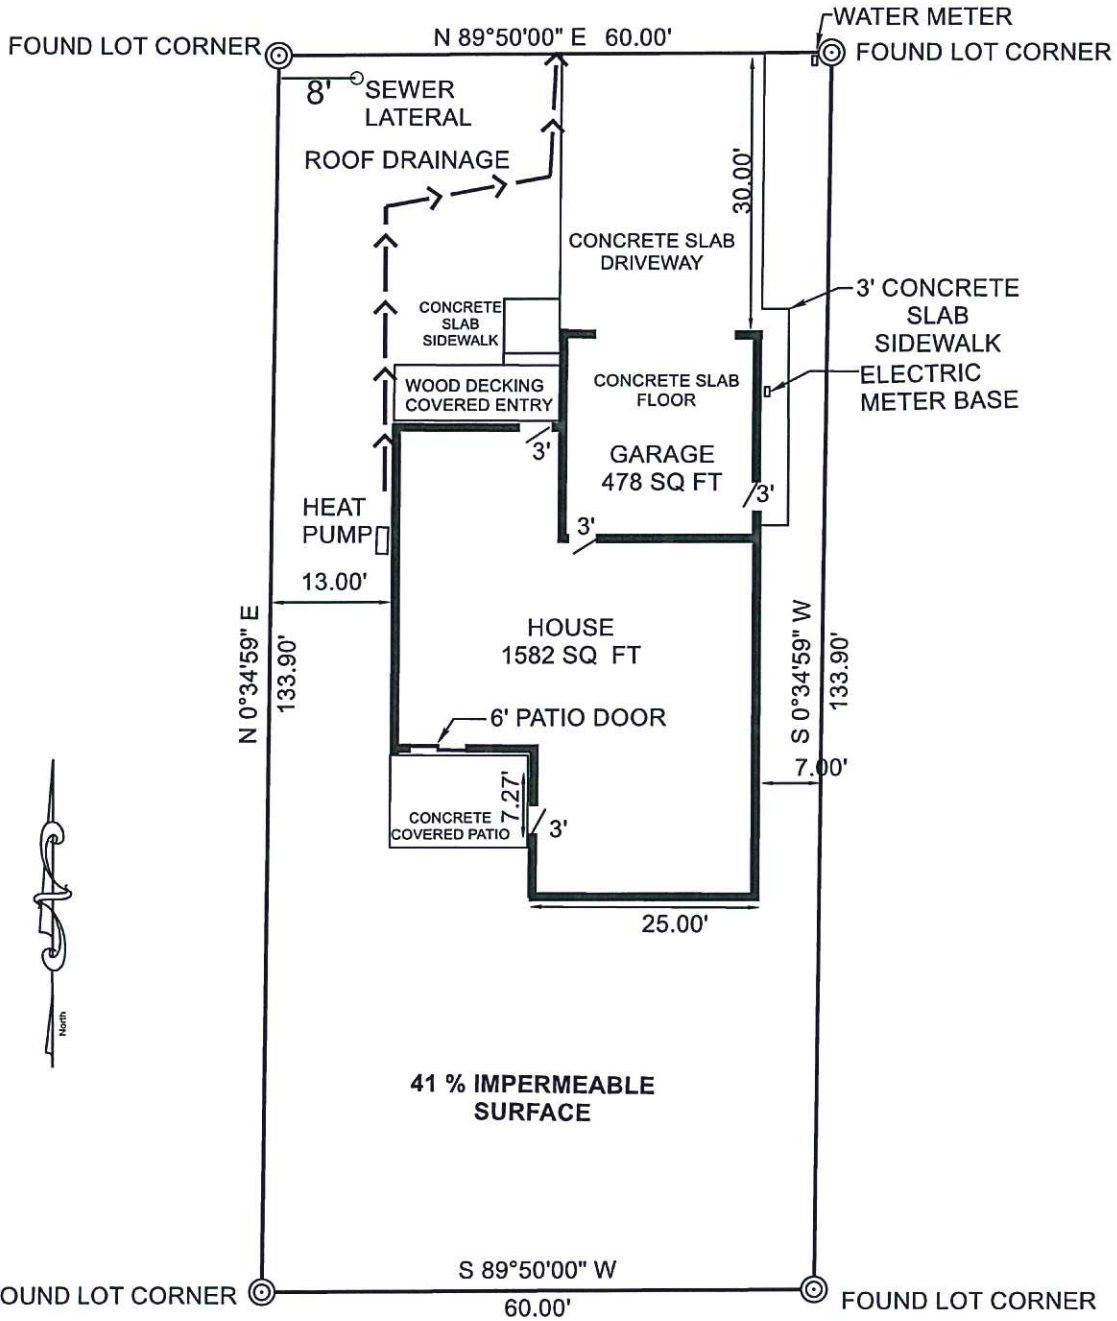 WATER METER
N 89°50'00" E 60.00'
FOUND LOT CORNER
FOUND LOT CORNER
8'
SEWER
LATERAL
ROOF DRAINAGE
30.00'
CONCRETE SLAB
DRIVEWAY
3' CONCRETE
SLAB
SIDEWALK
CONCRETE
SLAB
SIDEWALK
ELECTRIC
METER BASE
WOOD DECKING
COVERED ENTRY
CONCRETE SLAB
FLOOR
3'
GARAGE
478 SQ FT
3'
HEAT
PUMP
3'
13.00'
HOUSE
1582 SQ FT
N 0°34'59" E
133.90'
S 0°34'59" W
133.90'
6' PATIO DOOR
7.00'
7.27'
CONCRETE
COVERED PATIO
3'
25.00'
North
41 % IMPERMEABLE
SURFACE
S 89°50'00" W
60.00'
OUND LOT CORNER
FOUND LOT CORNER